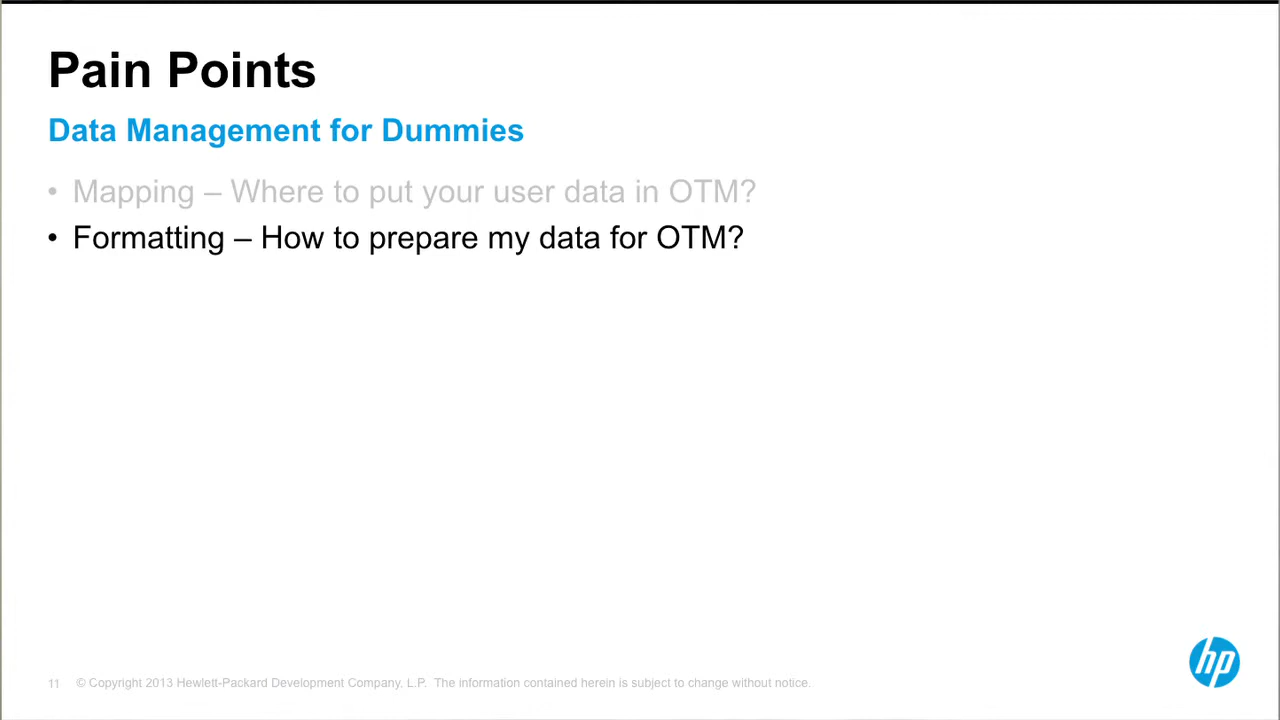 Pain Points
Data Management for Dummies
• Mapping – Where to put your user data in OTM?
• Formatting – How to prepare my data for OTM?
hp
11 © Copyright 2013 Hewlett-Packard Development Company, L.P. The information contained herein is subject to change without notice.